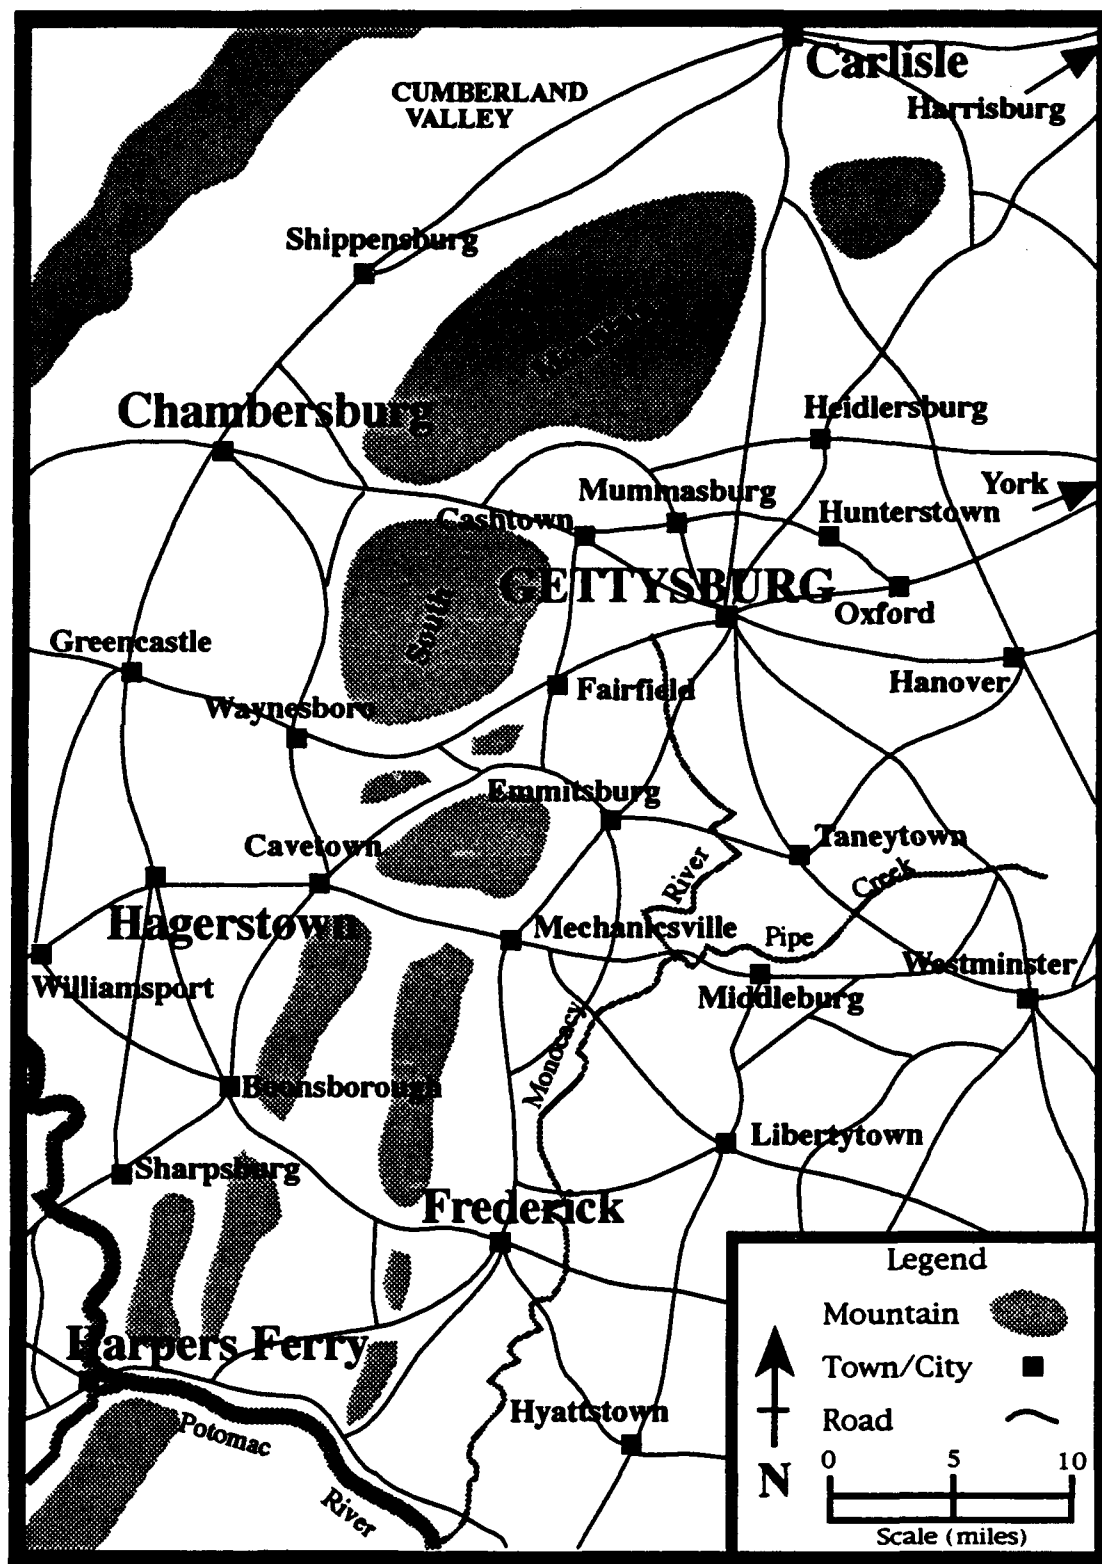 Carlisle
CUMBERLAND
VALLEY
Harrisburg
Shippensburg
Mountain
Chambersburg
Heidlersburg
York
Mummasburg
Hunterstown
Cashtown
GETTYSBURG
Oxford
South
Greencastle
Hanover
Fairfield
Waynesboro
Emmitsburg
Taneytown
Cavetown
River
Creek
Hagerstown
Mechanicsville
Pipe
Westminster
Williamsport
Middleburg
Monocacy
Boonsborough
Libertytown
Sharpsburg
Frederick
Harpers Ferry
Hyattstown
Potomac
River
Legend
Mountain
Town/City
Road
N
0 5 10
Scale (miles)